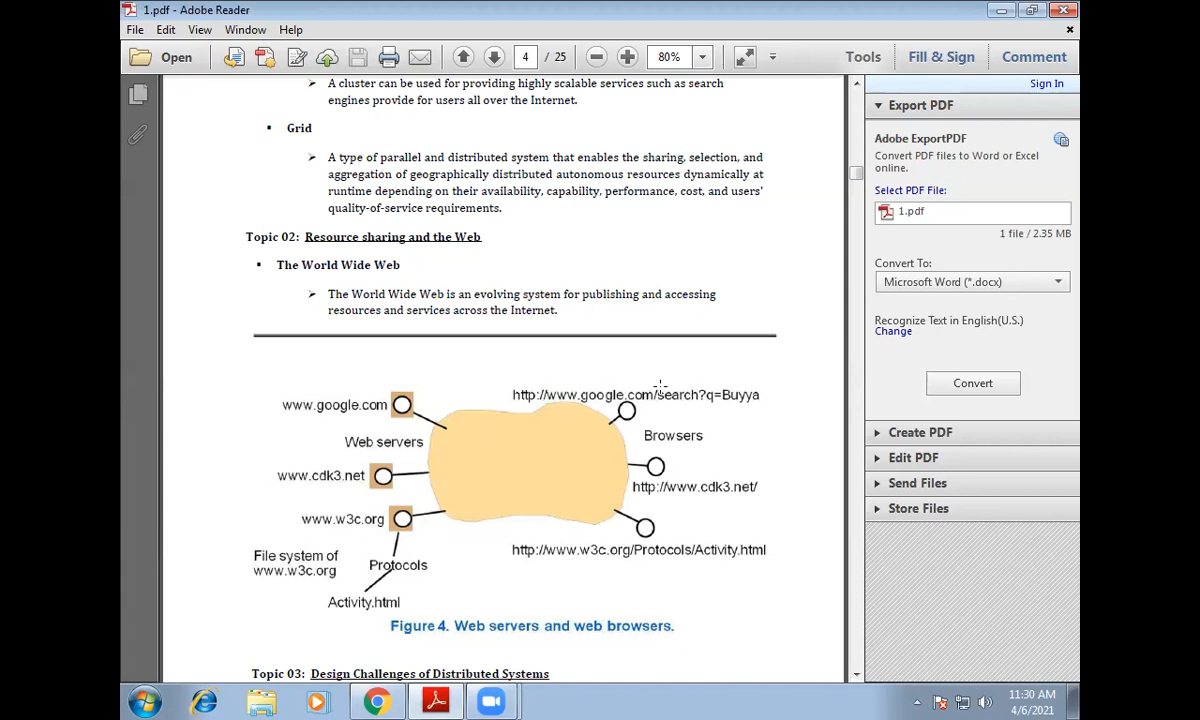 1.pdf - Adobe Reader
File Edit View Window Help
Open 4 / 25 80% Tools Fill & Sign Comment
Sign In
A cluster can be used for providing highly scalable services such as search
engines provide for users all over the Internet.
Grid
A type of parallel and distributed system that enables the sharing, selection, and
aggregation of geographically distributed autonomous resources dynamically at
runtime depending on their availability, capability, performance, cost, and users'
quality-of-service requirements.
Topic 02: Resource sharing and the Web
The World Wide Web
The World Wide Web is an evolving system for publishing and accessing
resources and services across the Internet.
www.google.com
http://www.google.com/search?q=Buyya
Web servers
Browsers
www.cdk3.net
http://www.cdk3.net/
www.w3c.org
http://www.w3c.org/Protocols/Activity.html
File system of
www.w3c.org
Protocols
Activity.html
Figure 4. Web servers and web browsers.
Topic 03: Design Challenges of Distributed Systems
Export PDF
Adobe ExportPDF
Convert PDF files to Word or Excel
online.
Select PDF File:
1.pdf
1 file / 2.35 MB
Convert To:
Microsoft Word (*.docx)
Recognize Text in English(U.S.)
Change
Convert
Create PDF
Edit PDF
Send Files
Store Files
11:30 AM
4/6/2021